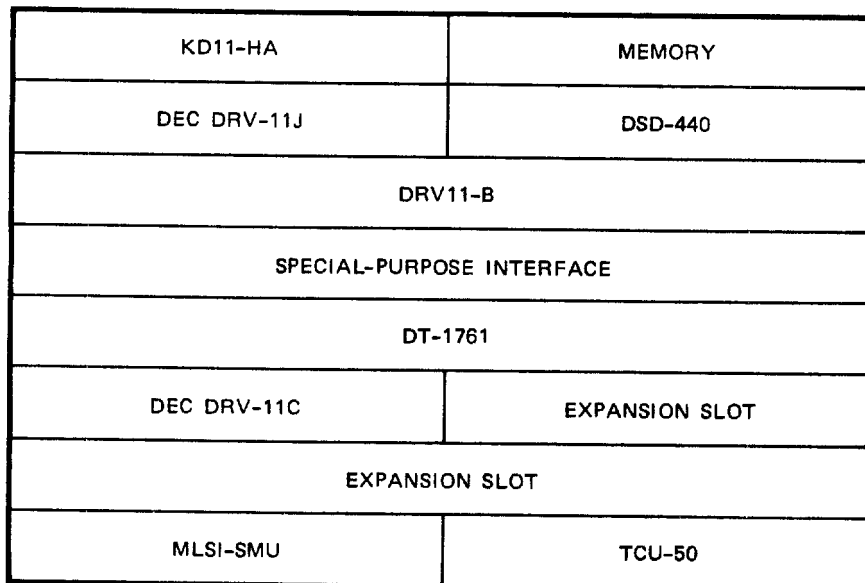 KD11-HA
MEMORY
DEC DRV-11J
DSD-440
DRV11-B
SPECIAL-PURPOSE INTERFACE
DT-1761
DEC DRV-11C
EXPANSION SLOT
EXPANSION SLOT
MLSI-SMU
TCU-50